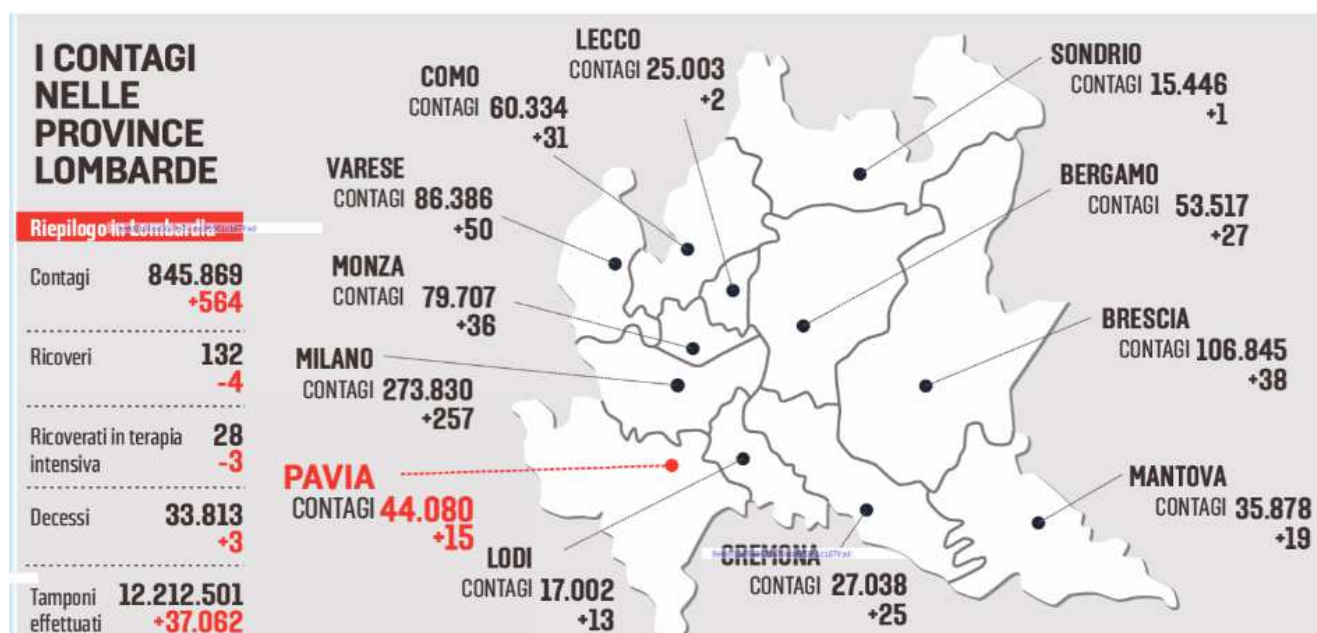 I CONTAGI
NELLE
PROVINCE
LOMBARDE
Riepilogo in Lombardia
Contagi 845.869
+564
Ricoveri 132
-4
Ricoverati in terapia 28
intensiva -3
Decessi 33.813
+3
Tamponi 12.212.501
effettuati +37.062
LECCO
CONTAGI 25.003
+2
COMO
CONTAGI 60.334
+31
VARESE
CONTAGI 86.386
+50
MONZA
CONTAGI 79.707
+36
MILANO
CONTAGI 273.830
+257
PAVIA
CONTAGI 44.080
+15
LODI
CONTAGI 17.002
+13
CREMONA
CONTAGI 27.038
+25
SONDRIO
CONTAGI 15.446
+1
BERGAMO
CONTAGI 53.517
+27
BRESCIA
CONTAGI 106.845
+38
MANTOVA
CONTAGI 35.878
+19